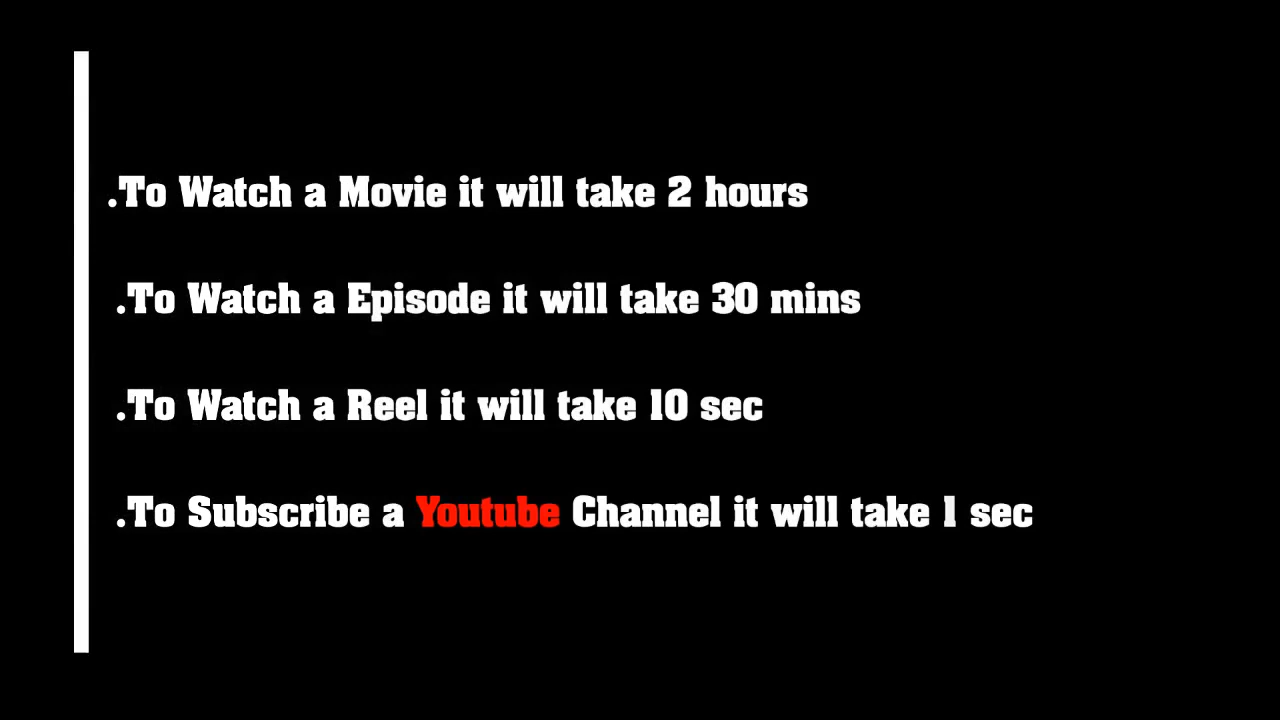 .To Watch a Movie it will take 2 hours
.To Watch a Episode it will take 30 mins
.To Watch a Reel it will take 10 sec
.To Subscribe a Youtube Channel it will take 1 sec